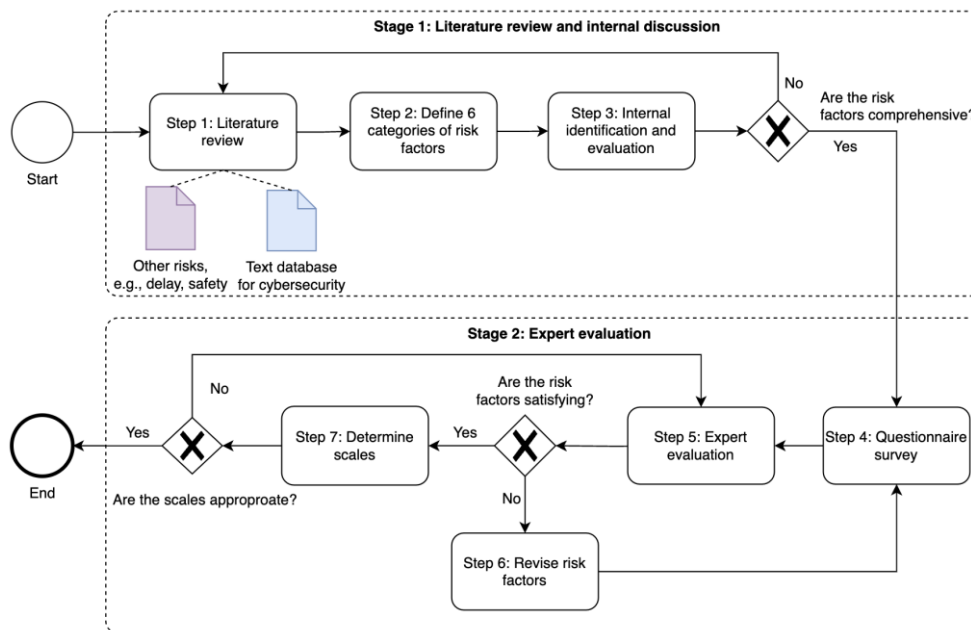 Stage 1: Literature review and internal discussion
No
Are the risk
factors comprehensive?
Step 1: Literature
review
Step 2: Define 6
categories of risk
factors
Step 3: Internal
identification and
evaluation
Yes
Start
Other risks,
e.g., delay, safety
Text database
for cybersecurity
Stage 2: Expert evaluation
No
Are the risk
factors satisfying?
Yes
Step 7: Determine
scales
Yes
Step 5: Expert
evaluation
Step 4: Questionnaire
survey
End
Are the scales approproate?
No
Step 6: Revise risk
factors